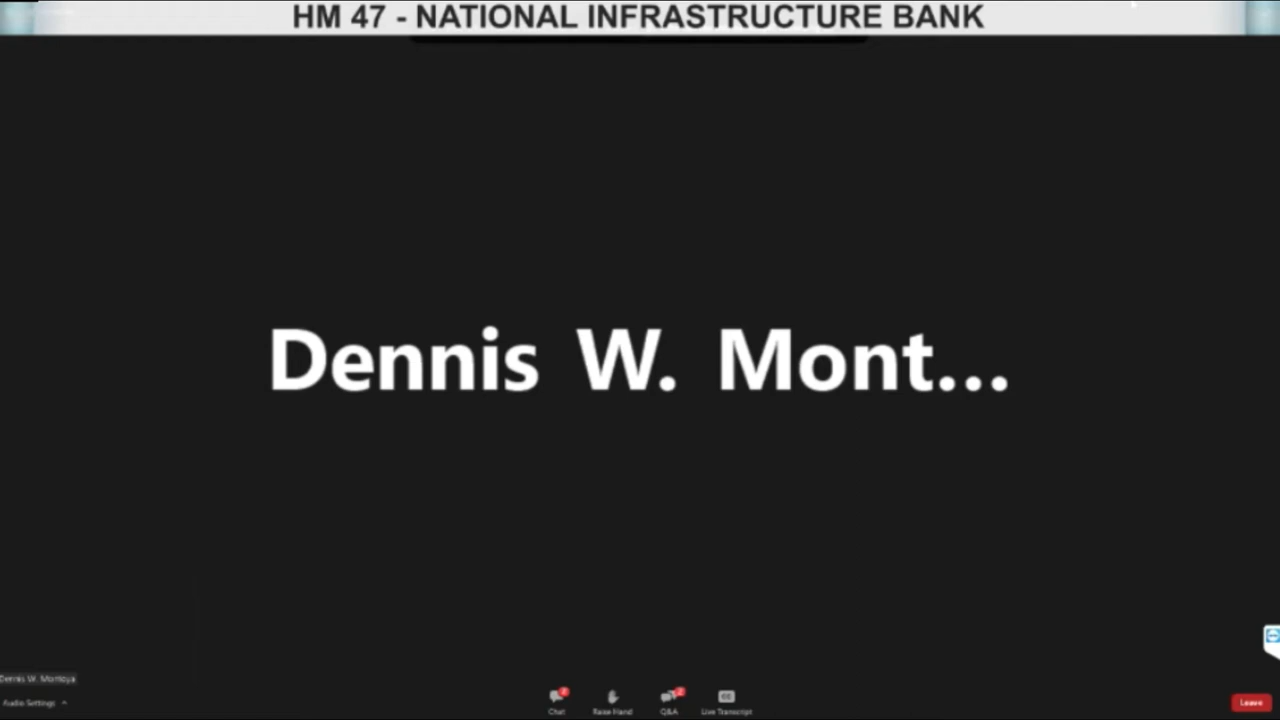 HM 47 - NATIONAL INFRASTRUCTURE BANK
Dennis W. Mont...
Dennis W. Montoya
Audio Settings
Chat
Raise Hand
Q&A
Live Transcript
Leave